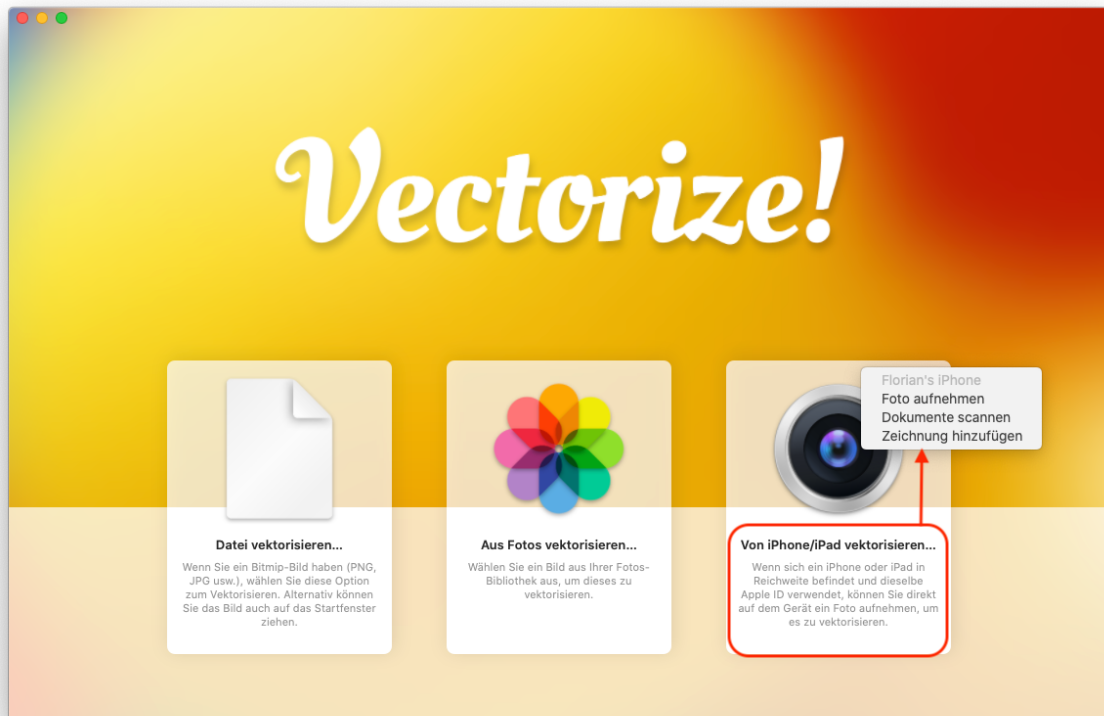 Vectorize!
Florian's iPhone
Foto aufnehmen
Dokumente scannen
Zeichnung hinzufügen
Datei vektorisieren...
Wenn Sie ein Bitmip-Bild haben (PNG,
JPG usw.), wählen Sie diese Option
zum Vektorisieren. Alternativ können
Sie das Bild auch auf das Startfenster
ziehen.
Aus Fotos vektorisieren...
Wählen Sie ein Bild aus Ihrer Fotos-
Bibliothek aus, um dieses zu
vektorisieren.
Von iPhone/iPad vektorisieren...
Wenn sich ein iPhone oder iPad in
Reichweite befindet und dieselbe
Apple ID verwendet, können Sie direkt
auf dem Gerät ein Foto aufnehmen, um
es zu vektorisieren.